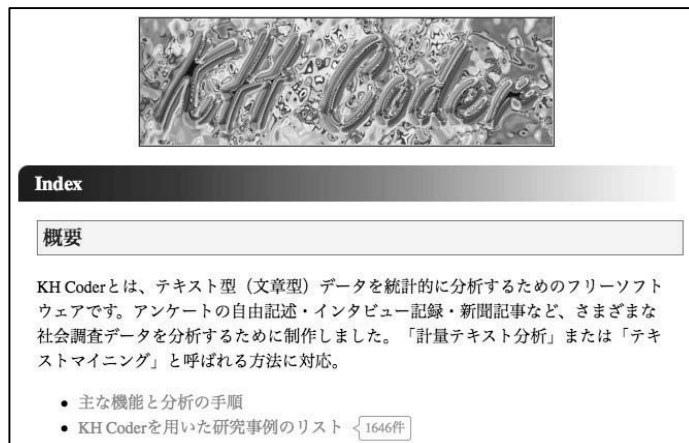 KH Coder
Index
概要
KH Coderとは、テキスト型（文章型）データを統計的に分析するためのフリーソフト
ウェアです。アンケートの自由記述・インタビュー記録・新聞記事など、さまざまな
社会調査データを分析するために制作しました。「計量テキスト分析」または「テキ
ストマイニング」と呼ばれる方法に対応。
• 主な機能と分析の手順
• KH Coderを用いた研究事例のリスト 1646件